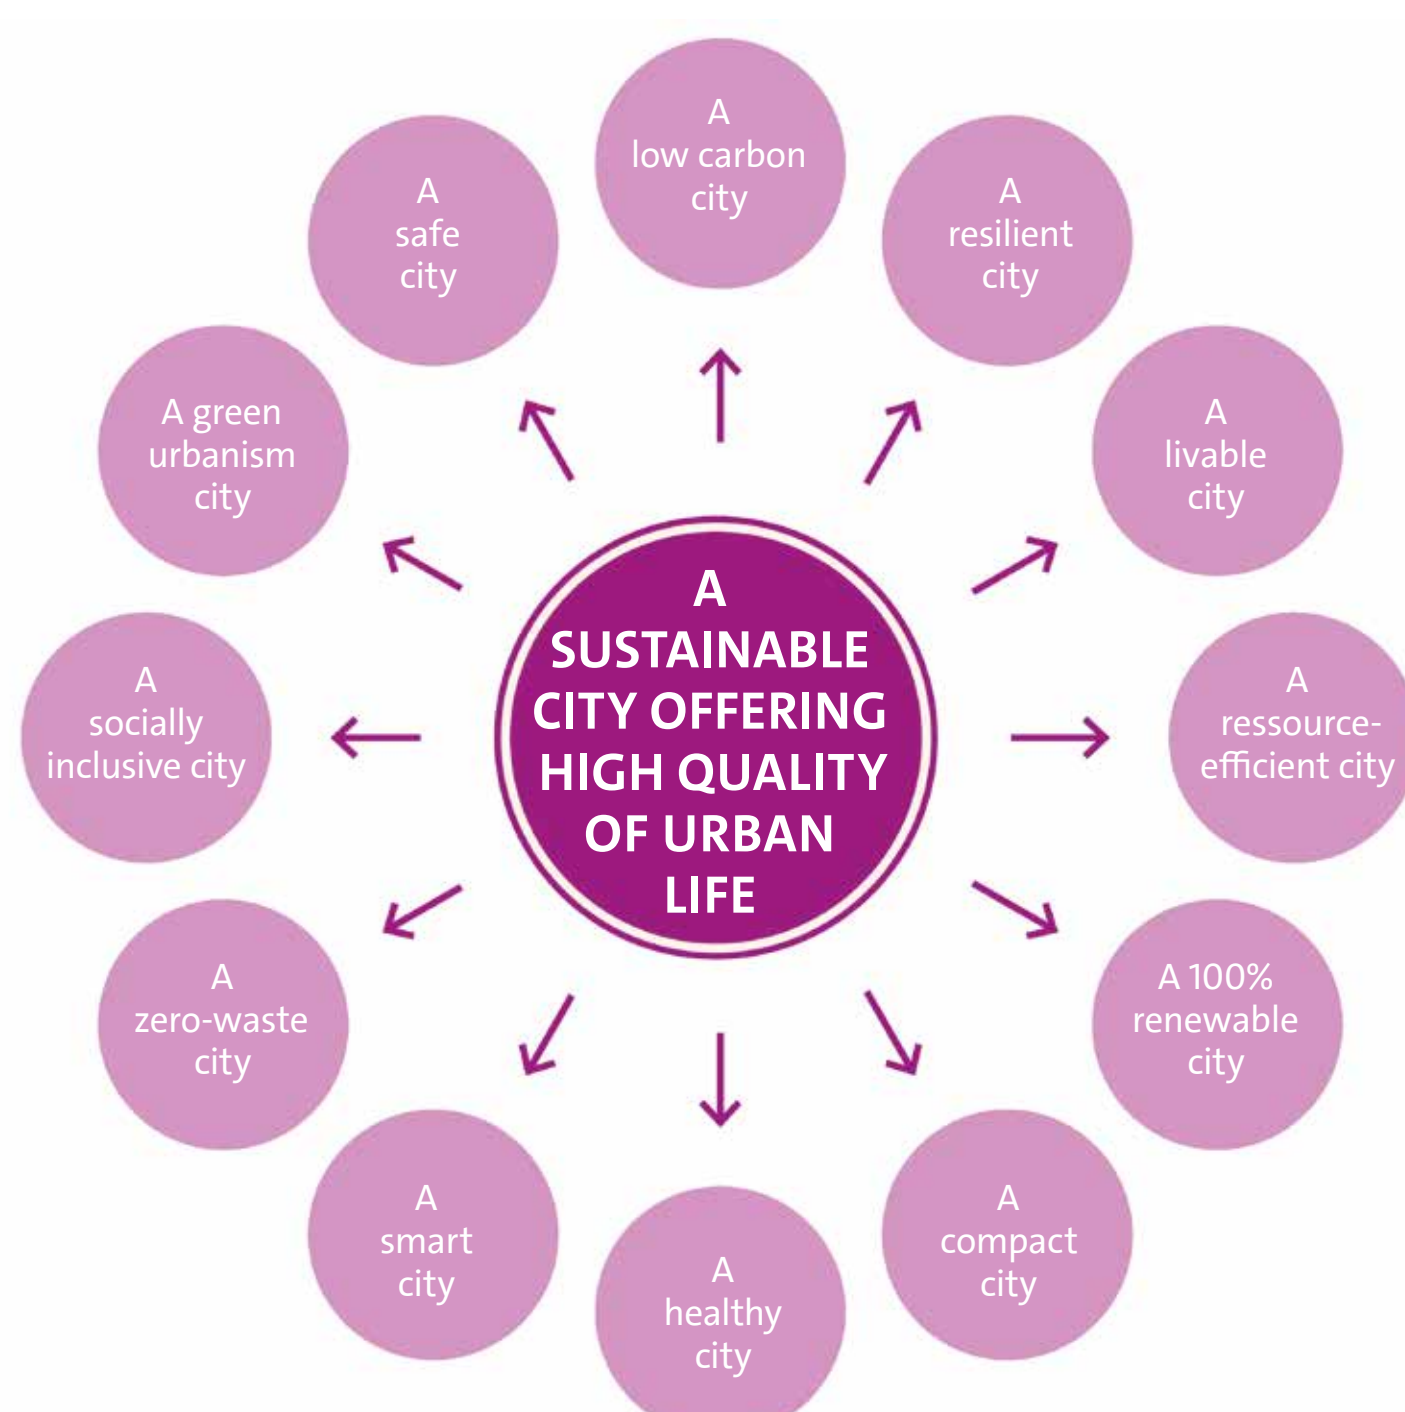 A
low carbon
city
A
resilient
city
A
livable
city
A
ressource-
efficient city
A 100%
renewable
city
A
compact
city
A
healthy
city
A
smart
city
A
zero-waste
city
A
socially
inclusive city
A green
urbanism
city
A
safe
city
A
SUSTAINABLE
CITY OFFERING
HIGH QUALITY
OF URBAN
LIFE